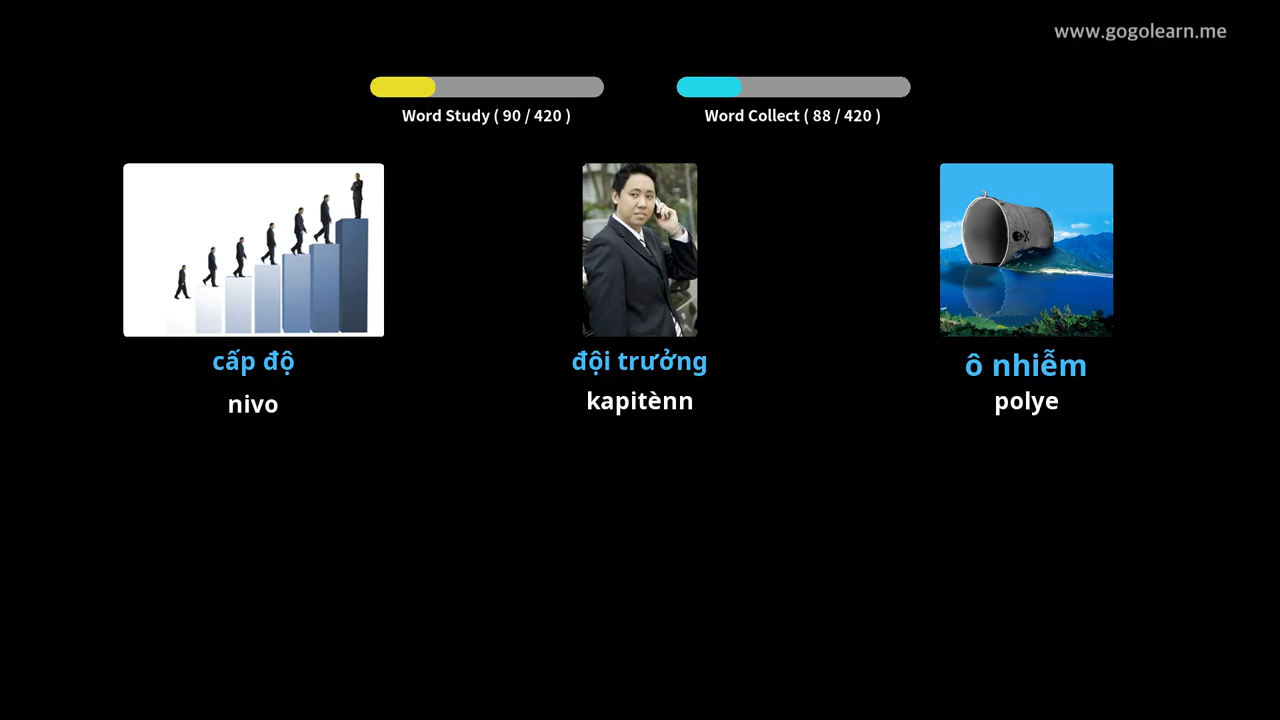 www.gogolearn.me
Word Study ( 90 / 420 )
Word Collect ( 88 / 420 )
cấp độ
đội trưởng
ô nhiễm
nivo
kapitènn
polye